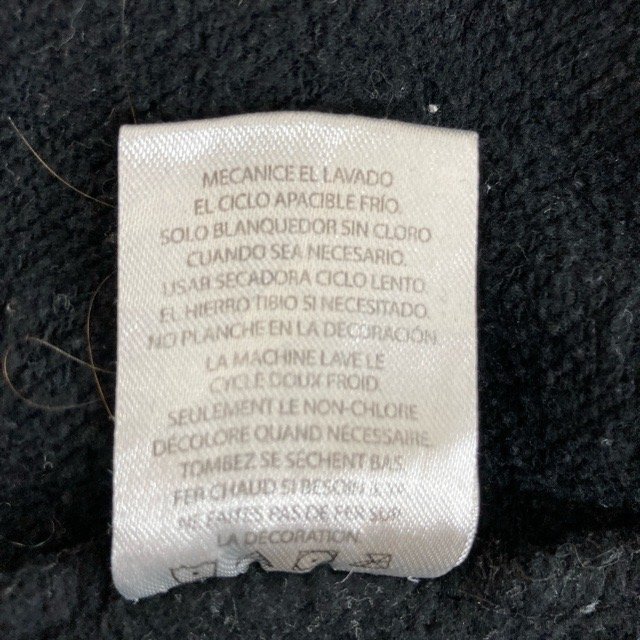 MECANICE EL LAVADO
EL CICLO APACIBLE FRÍO.
SOLO BLANQUEDOR SIN CLORO
CUANDO SEA NECESARIO.
USAR SECADORA CICLO LENTO.
EL HIERRO TIBIO SI NECESITADO.
NO PLANCHE EN LA DECORACIÓN.
LA MACHINE LAVE LE
CYCLE DOUX FROID.
SEULEMENT LE NON-CHLORE
DÉCOLORE QUAND NÉCESSAIRE.
TOMBEZ SE SÈCHENT BAS.
FER CHAUD SI BESOIN
NE FAITES PAS DE FER SUR
LA DÉCORATION.